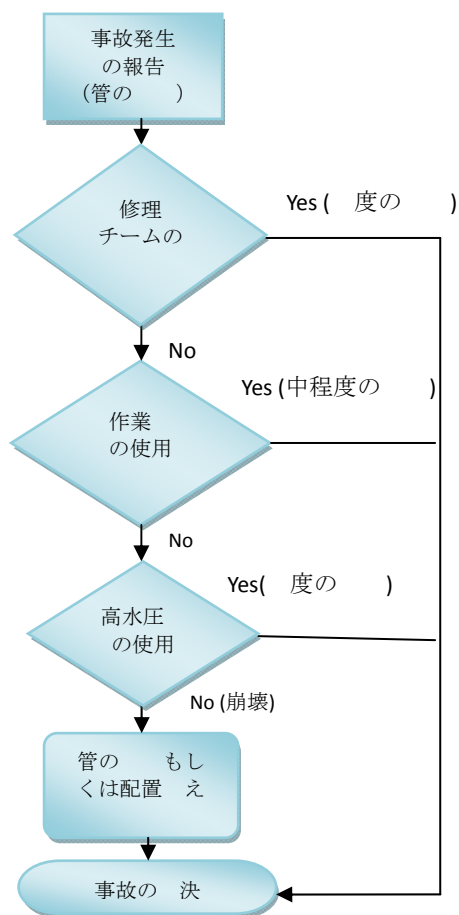 事故発生
の報告
(管の　　)
修理
チームの
Yes (　度の　　)
No
作業
の使用
Yes (中程度の　　)
No
高水圧
の使用
Yes(　度の　　)
No (崩壊)
管の　　もし
くは配置　え
事故の　決